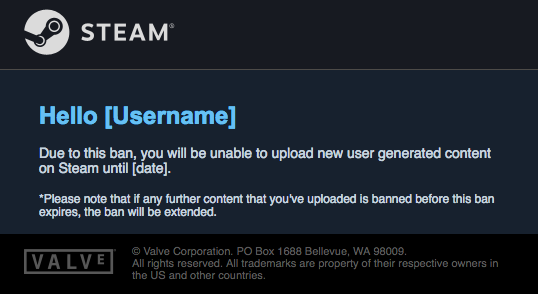 STEAM®
Hello [Username]
Due to this ban, you will be unable to upload new user generated content
on Steam until [date].
*Please note that if any further content that you've uploaded is banned before this ban
expires, the ban will be extended.
VALVE
© Valve Corporation. PO Box 1688 Bellevue, WA 98009.
All rights reserved. All trademarks are property of their respective owners in
the US and other countries.